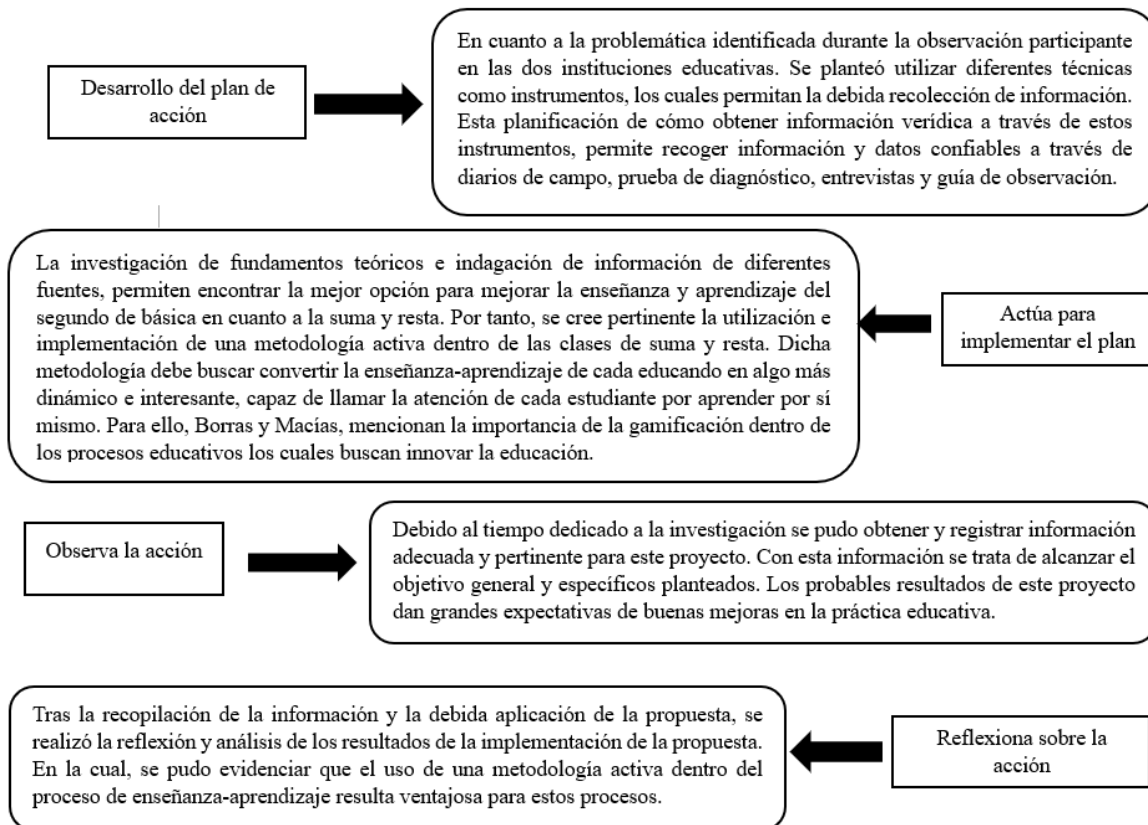 Desarrollo del plan de
acción
En cuanto a la problemática identificada durante la observación participante
en las dos instituciones educativas. Se planteó utilizar diferentes técnicas
como instrumentos, los cuales permitan la debida recolección de información.
Esta planificación de cómo obtener información verídica a través de estos
instrumentos, permite recoger información y datos confiables a través de
diarios de campo, prueba de diagnóstico, entrevistas y guía de observación.
La investigación de fundamentos teóricos e indagación de información de diferentes
fuentes, permiten encontrar la mejor opción para mejorar la enseñanza y aprendizaje del
segundo de básica en cuanto a la suma y resta. Por tanto, se cree pertinente la utilización e
implementación de una metodología activa dentro de las clases de suma y resta. Dicha
metodología debe buscar convertir la enseñanza-aprendizaje de cada educando en algo más
dinámico e interesante, capaz de llamar la atención de cada estudiante por aprender por sí
mismo. Para ello, Borras y Macías, mencionan la importancia de la gamificación dentro de
los procesos educativos los cuales buscan innovar la educación.
Actúa para
implementar el plan
Observa la acción
Debido al tiempo dedicado a la investigación se pudo obtener y registrar información
adecuada y pertinente para este proyecto. Con esta información se trata de alcanzar el
objetivo general y específicos planteados. Los probables resultados de este proyecto
dan grandes expectativas de buenas mejoras en la práctica educativa.
Tras la recopilación de la información y la debida aplicación de la propuesta, se
realizó la reflexión y análisis de los resultados de la implementación de la propuesta.
En la cual, se pudo evidenciar que el uso de una metodología activa dentro del
proceso de enseñanza-aprendizaje resulta ventajosa para estos procesos.
Reflexiona sobre la
acción